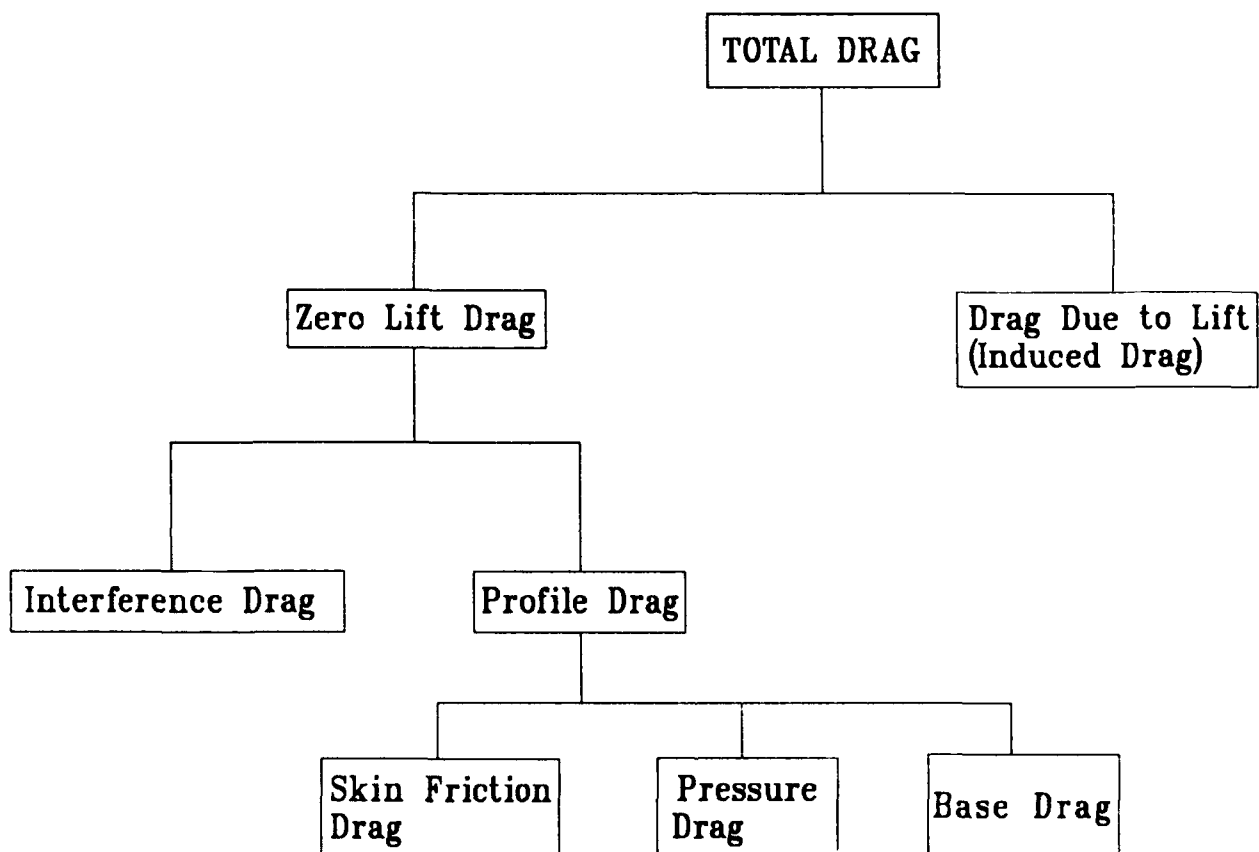 TOTAL DRAG
Zero Lift Drag
Drag Due to Lift
(Induced Drag)
Interference Drag
Profile Drag
Skin Friction
Drag
Pressure
Drag
Base Drag